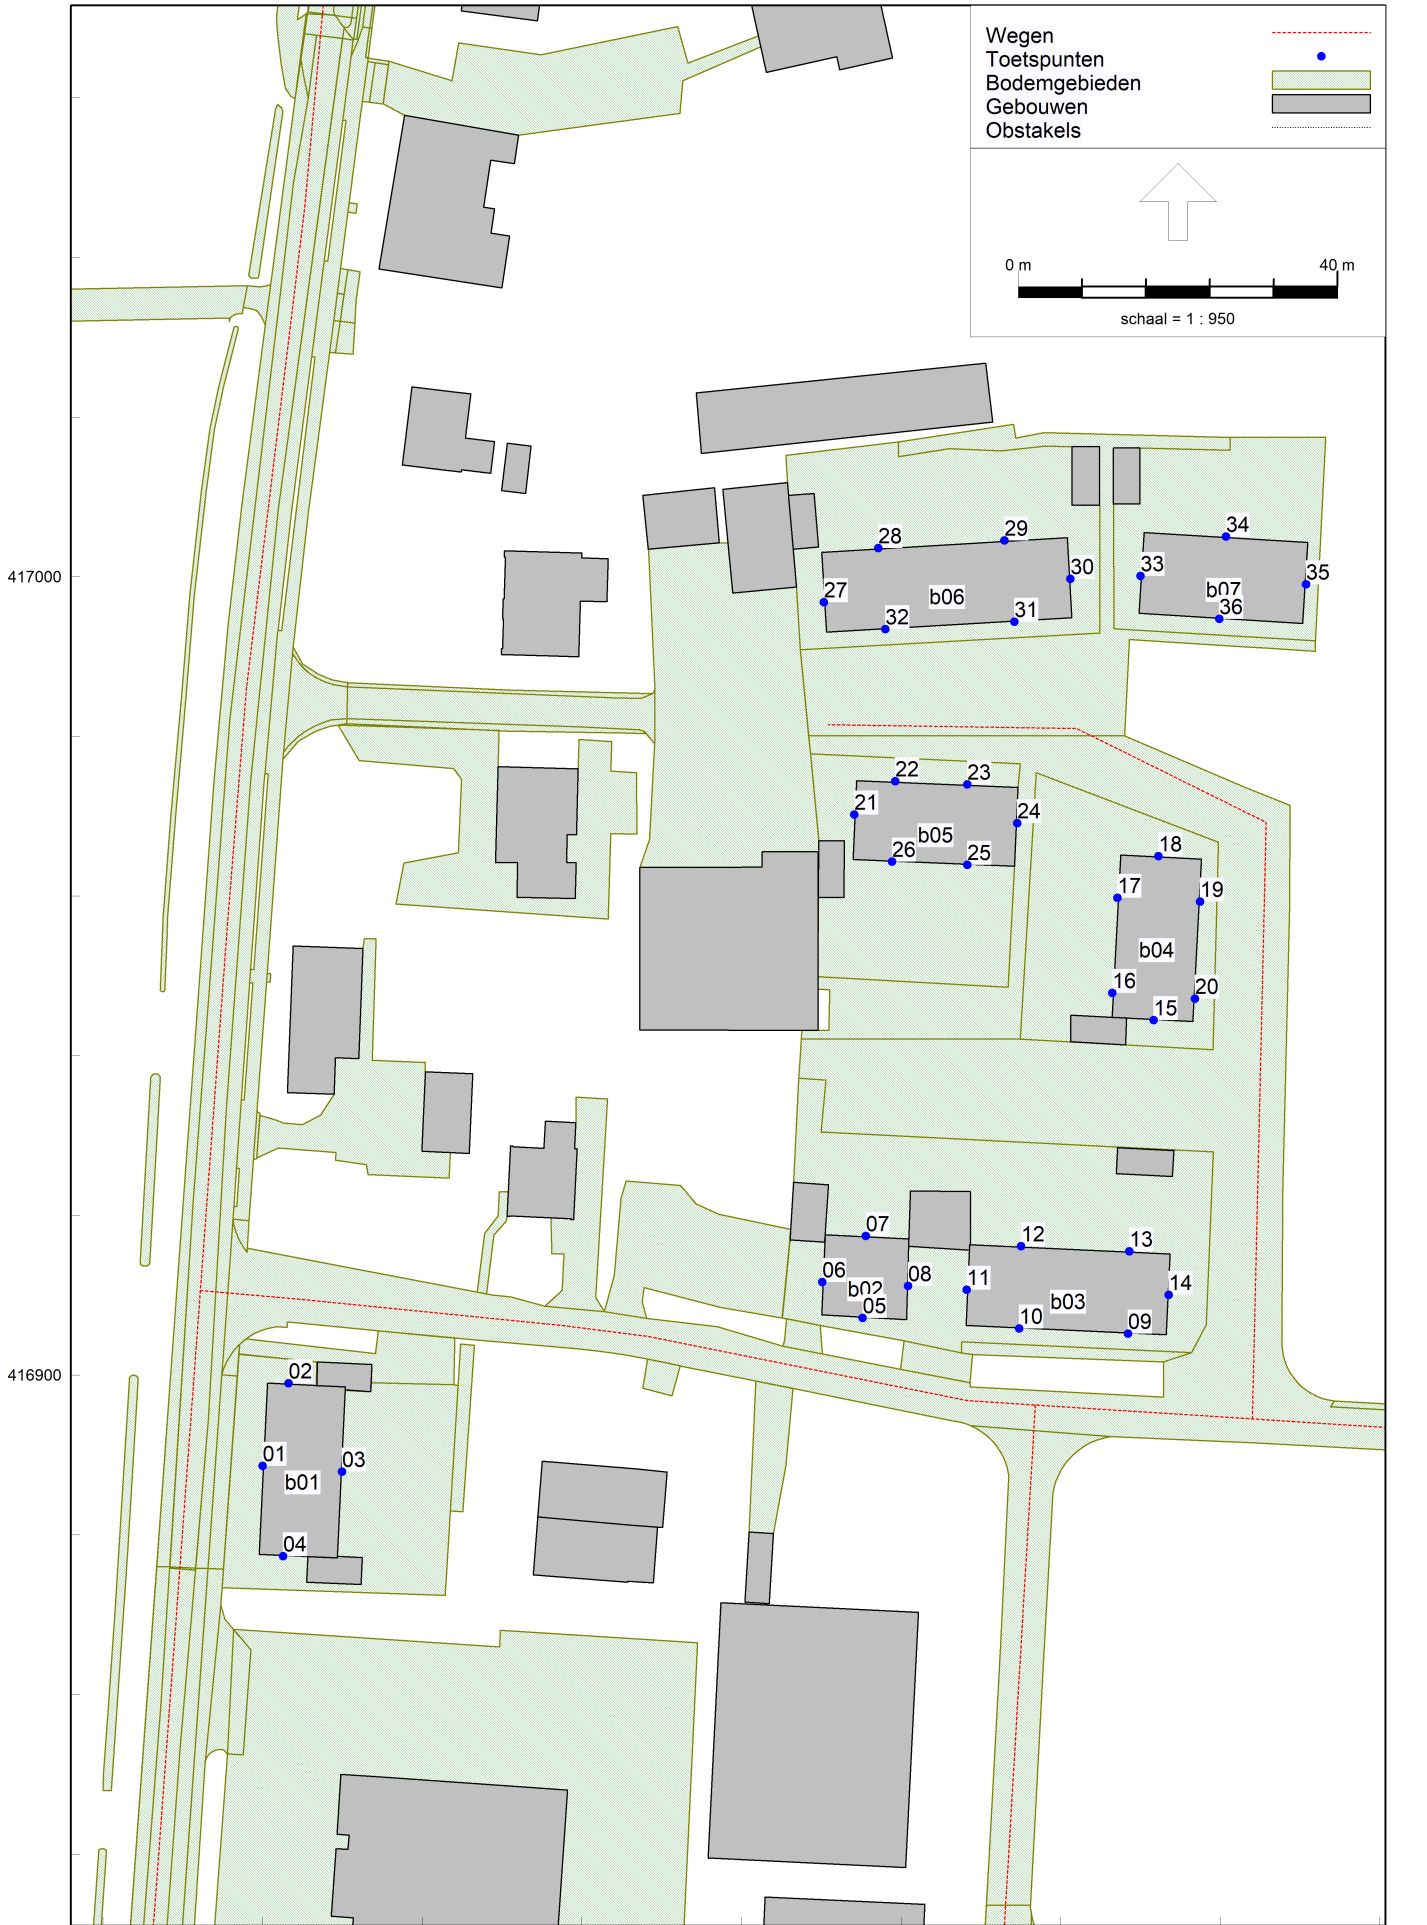 Wegen
Toetspunten
Bodemgebieden
Gebouwen
Obstakels
0 m 40 m
schaal = 1 : 950
34
28 29
417000 33 30 35
27 b06 b07
32 31 36
22 23
21 24
b05
26 25 18
17 19
b04
16 20
15
07 12 13
06 08 11 14
b02 b03
05 10 09
416900 02
01 03
b01
04